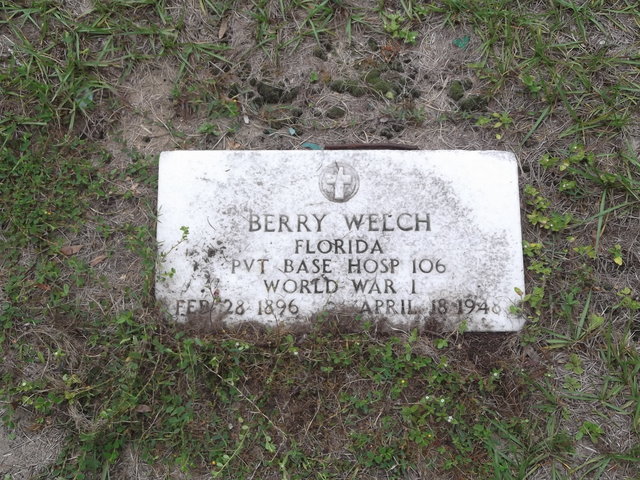 BERRY WELCH
FLORIDA
PVT BASE HOSP 106
WORLD WAR I
FEB 28 1896 APRIL 18 1948